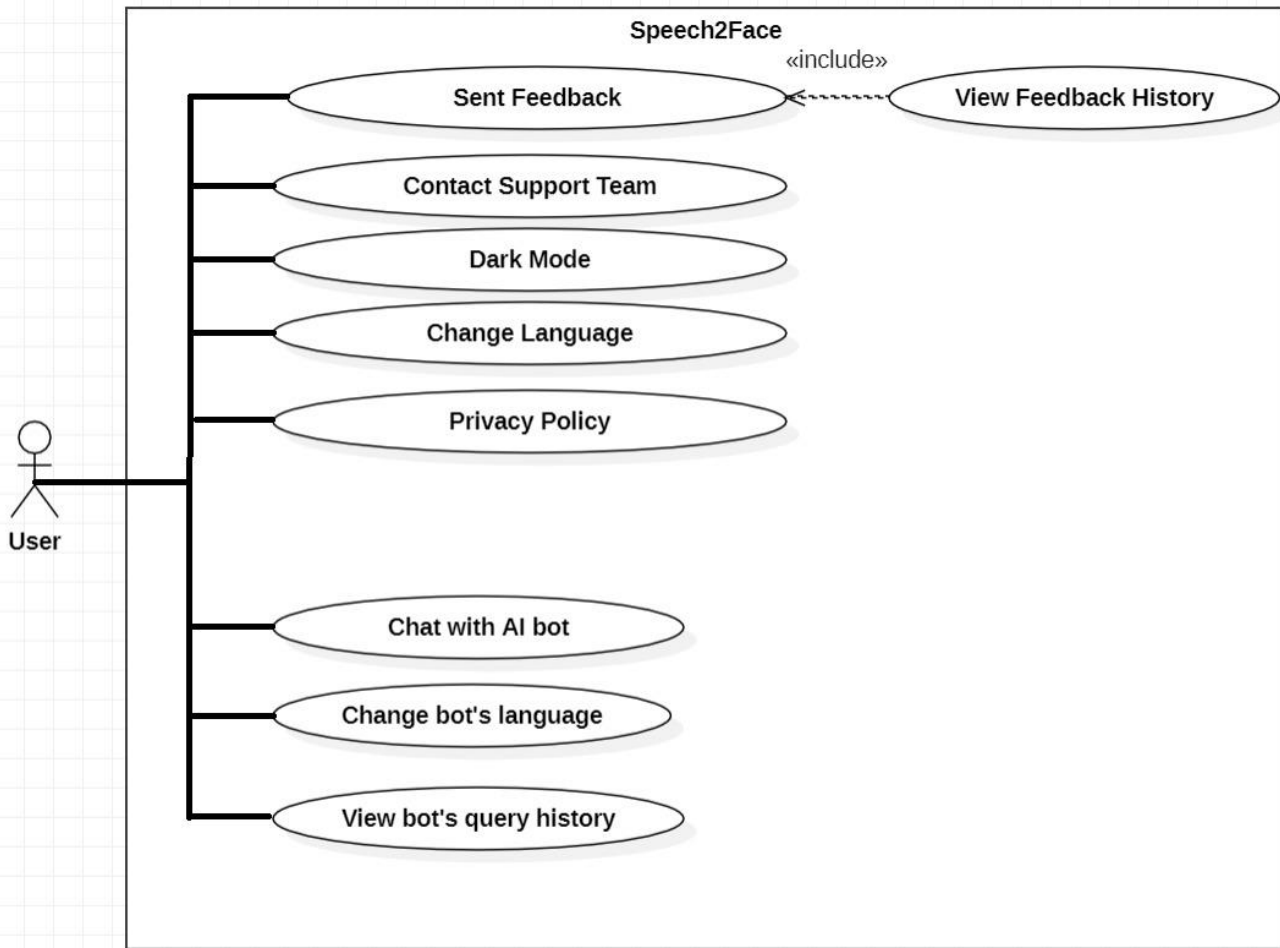 Speech2Face
«include»
Sent Feedback
View Feedback History
Contact Support Team
Dark Mode
Change Language
Privacy Policy
User
Chat with AI bot
Change bot's language
View bot's query history